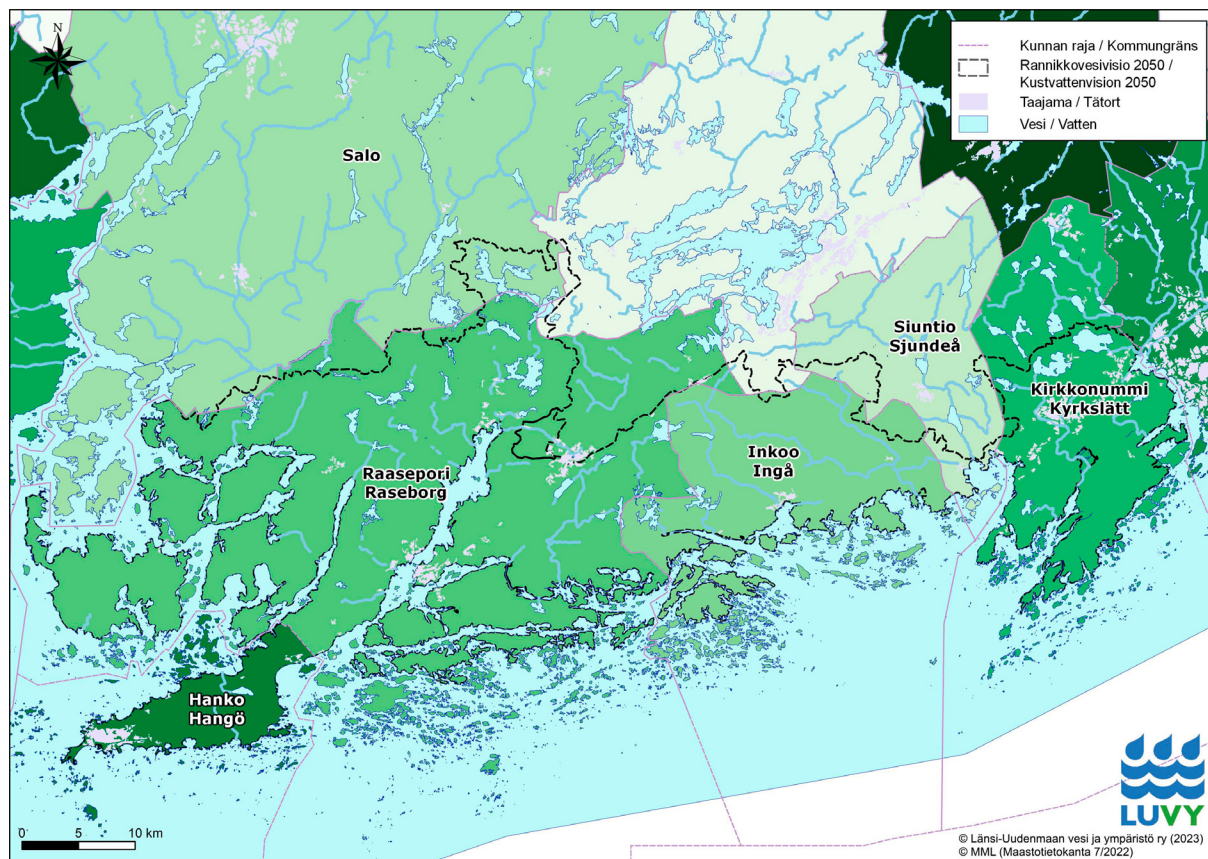 N
Kunnan raja / Kommungräns
Rannikkovesivisio 2050 /
Kustvattenvision 2050
Taajama / Tätort
Vesi / Vatten
Salo
Siuntio
Sjundeå
Kirkkonummi
Kyrkslätt
Inkoo
Ingå
Raasepori
Raseborg
Hanko
Hangö
0 5 10 km
LUVY
© Länsi-Uudenmaan vesi ja ympäristö ry (2023)
© MML (Maastotietokanta 7/2022)